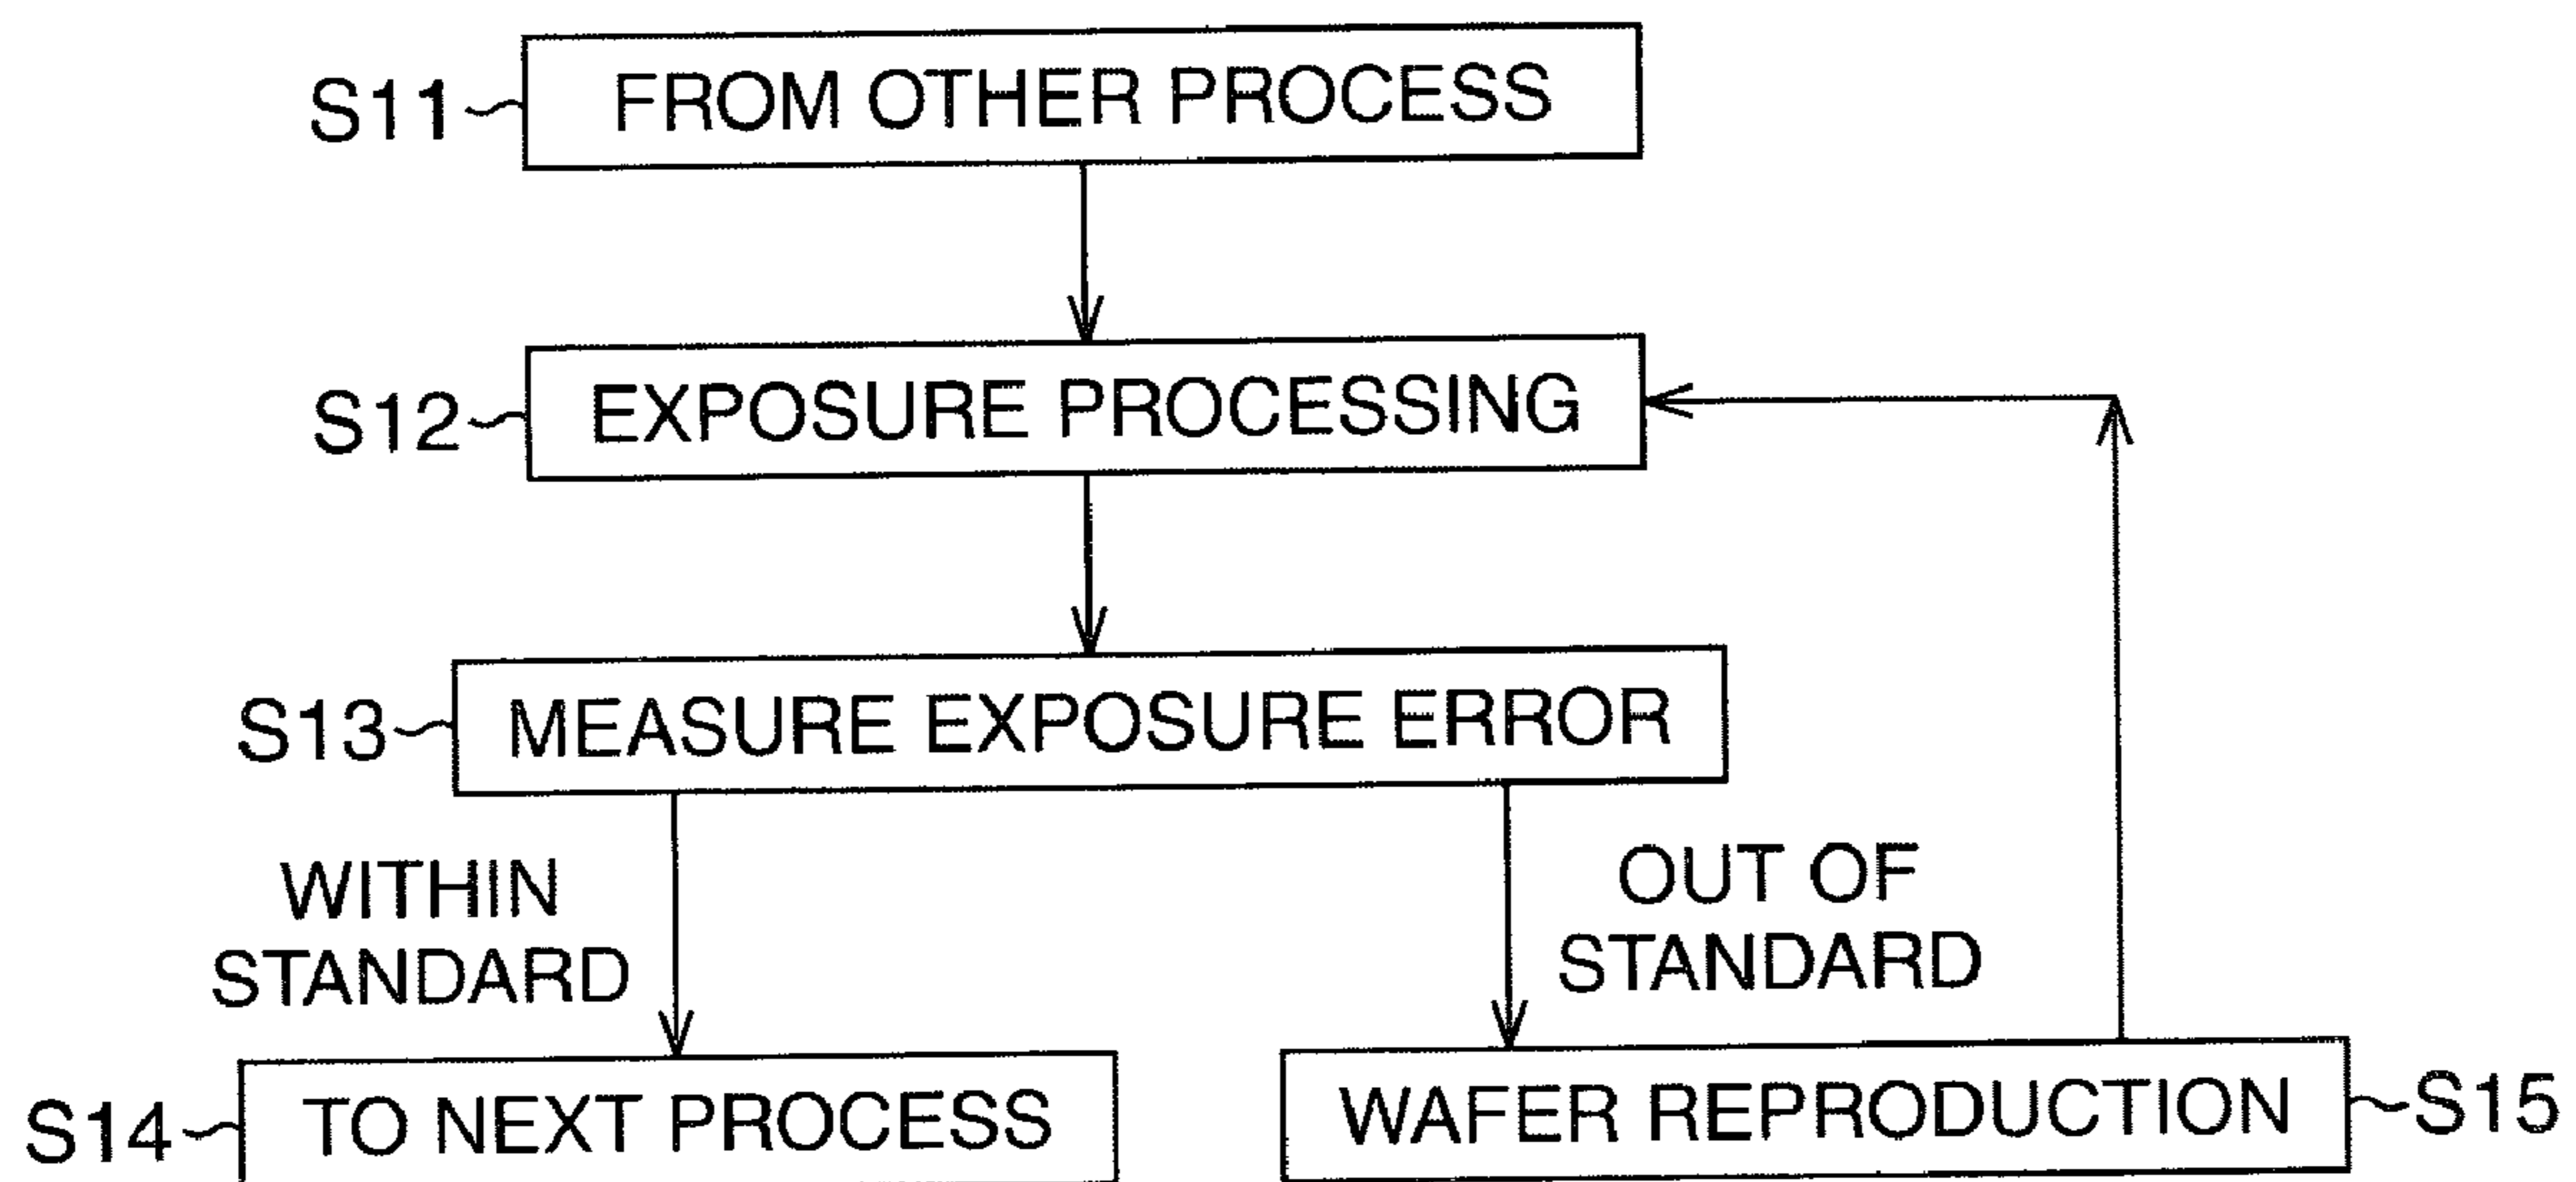 S11 FROM OTHER PROCESS
S12 EXPOSURE PROCESSING
S13 MEASURE EXPOSURE ERROR
WITHIN
STANDARD
OUT OF
STANDARD
S14 TO NEXT PROCESS
WAFER REPRODUCTION S15